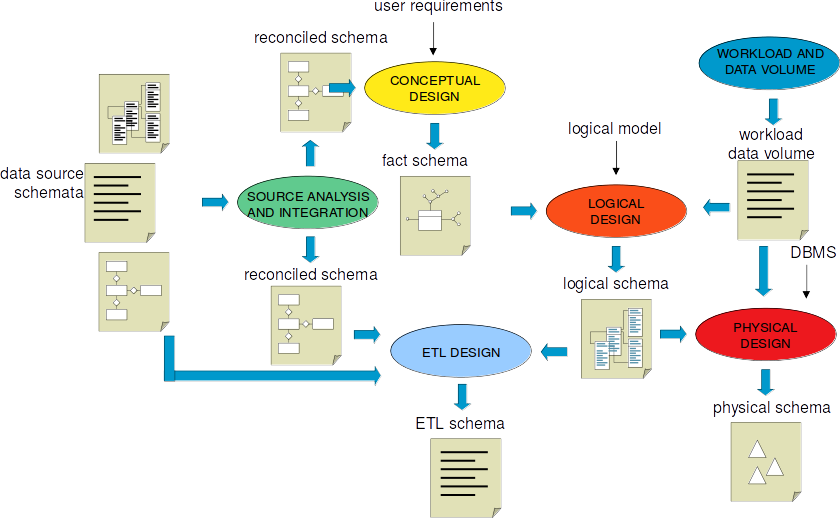 user requirements
reconciled schema
CONCEPTUAL
DESIGN
WORKLOAD AND
DATA VOLUME
workload
data volume
logical model
fact schema
data source
schemata
SOURCE ANALYSIS
AND INTEGRATION
LOGICAL
DESIGN
DBMS
reconciled schema
logical schema
PHYSICAL
DESIGN
ETL DESIGN
physical schema
ETL schema